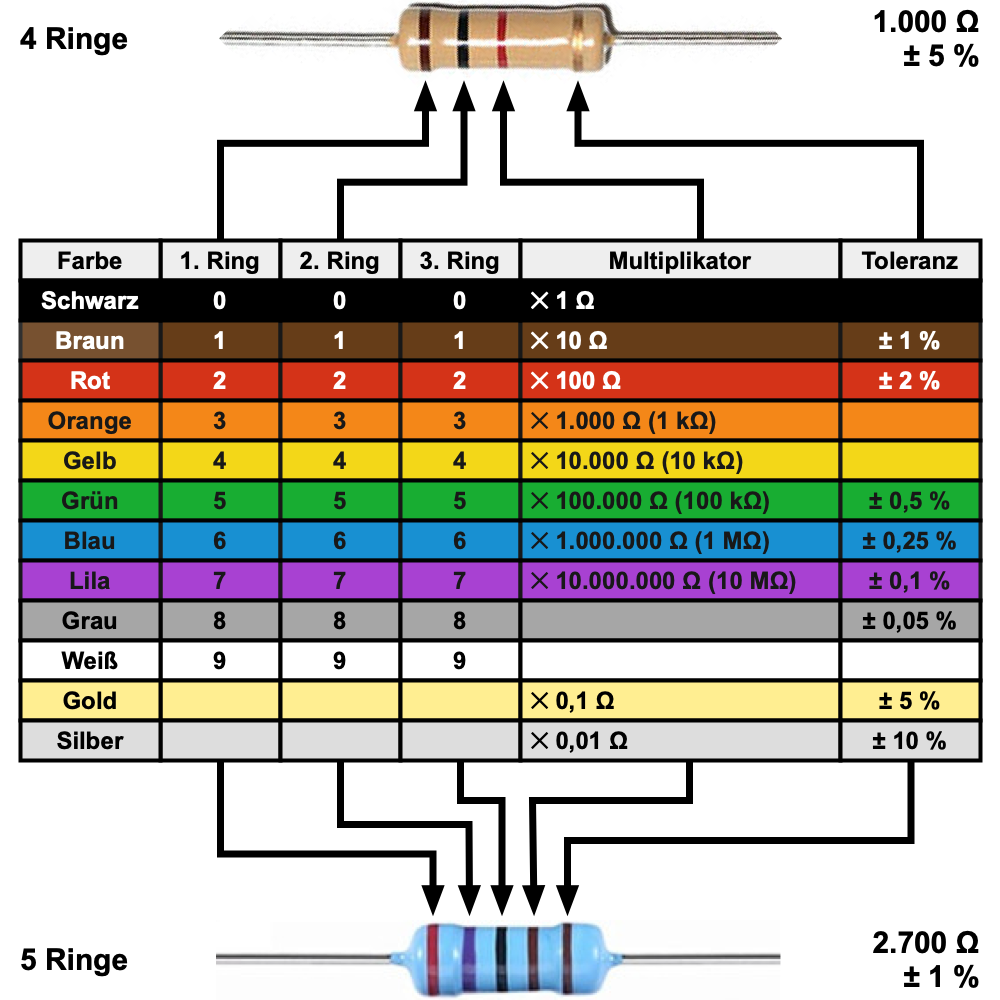 4 Ringe
1.000 Ω
± 5 %
Farbe 1. Ring 2. Ring 3. Ring Multiplikator Toleranz
Schwarz 0 0 0 × 1 Ω
Braun 1 1 1 × 10 Ω ± 1 %
Rot 2 2 2 × 100 Ω ± 2 %
Orange 3 3 3 × 1.000 Ω (1 kΩ)
Gelb 4 4 4 × 10.000 Ω (10 kΩ)
Grün 5 5 5 × 100.000 Ω (100 kΩ) ± 0,5 %
Blau 6 6 6 × 1.000.000 Ω (1 MΩ) ± 0,25 %
Lila 7 7 7 × 10.000.000 Ω (10 MΩ) ± 0,1 %
Grau 8 8 8 ± 0,05 %
Weiß 9 9 9
Gold × 0,1 Ω ± 5 %
Silber × 0,01 Ω ± 10 %
5 Ringe
2.700 Ω
± 1 %